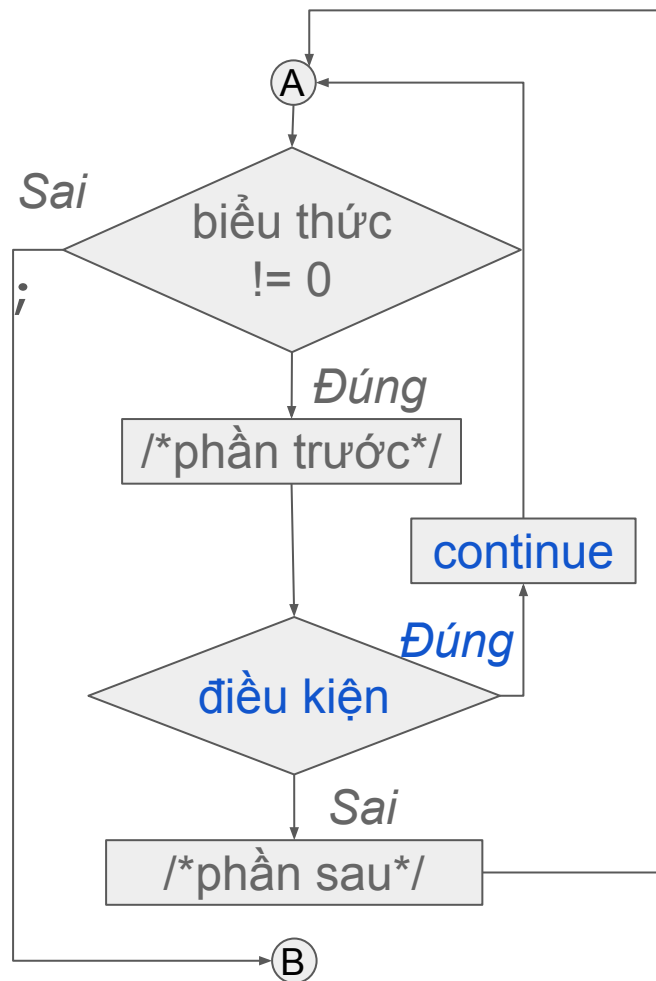 A
Sai
biểu thức
!= 0
;
Đúng
/*phần trước*/
continue
Đúng
điều kiện
Sai
/*phần sau*/
B